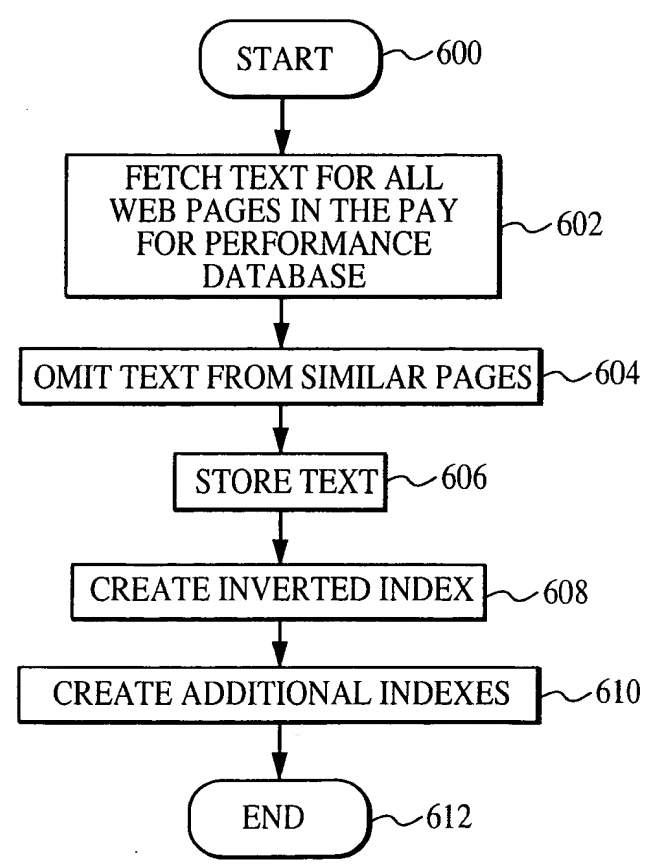 START
600
FETCH TEXT FOR ALL
WEB PAGES IN THE PAY
FOR PERFORMANCE
DATABASE
602
OMIT TEXT FROM SIMILAR PAGES
604
STORE TEXT
606
CREATE INVERTED INDEX
608
CREATE ADDITIONAL INDEXES
610
END
612